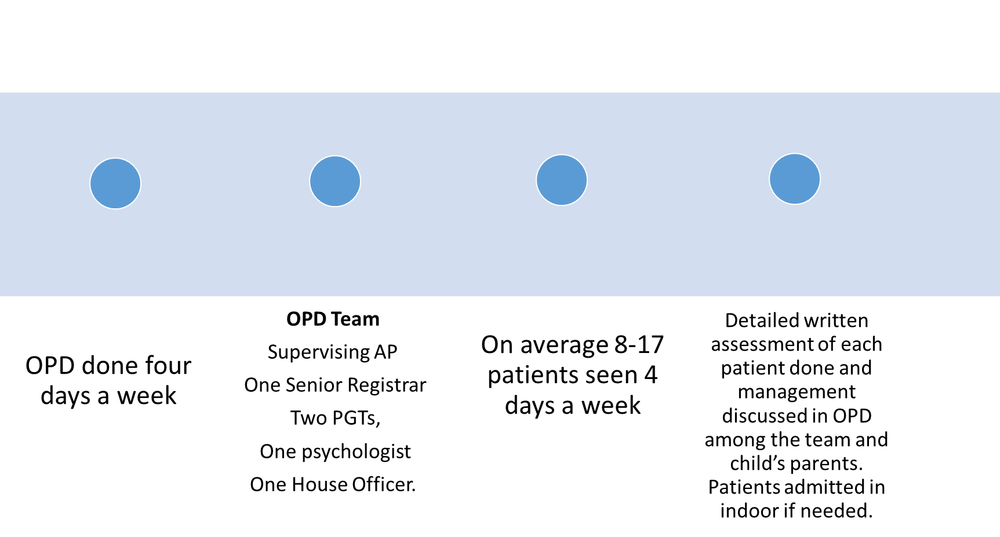 OPD done four
days a week
OPD Team
Supervising AP
One Senior Registrar
Two PGTs,
One psychologist
One House Officer.
On average 8-17
patients seen 4
days a week
Detailed written
assessment of each
patient done and
management
discussed in OPD
among the team and
child’s parents.
Patients admitted in
indoor if needed.